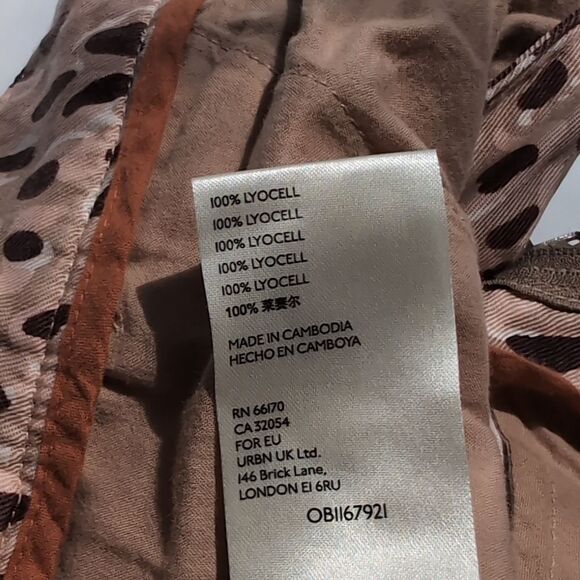 100% LYOCELL
100% LYOCELL
100% LYOCELL
100% LYOCELL
100% LYOCELL
100% 莱赛尔
MADE IN CAMBODIA
HECHO EN CAMBOYA
RN 66170
CA 32054
FOR EU
URBN UK Ltd.
146 Brick Lane,
LONDON E1 6RU
OB1167921